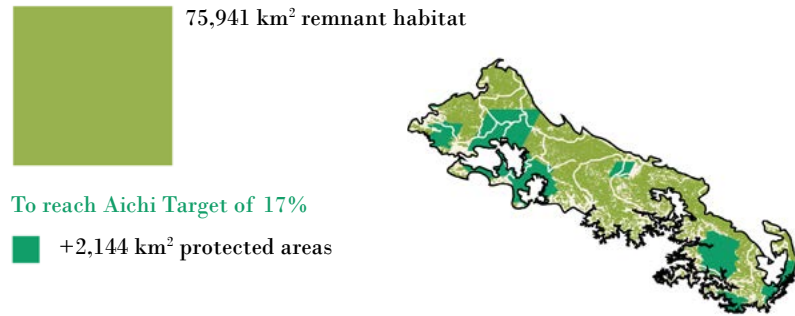 75,941 km² remnant habitat
To reach Aichi Target of 17%
+2,144 km² protected areas